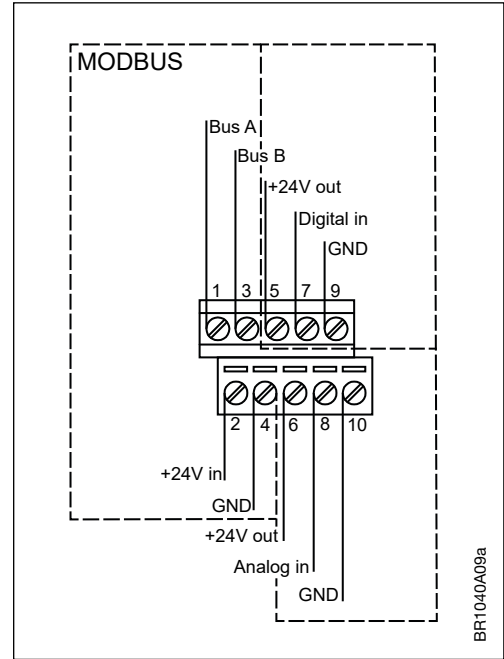 MODBUS
Bus A
Bus B
+24V out
Digital in
GND
1 3 5 7 9
2 4 6 8 10
+24V in
GND
+24V out
Analog in
GND
BR1040A09a